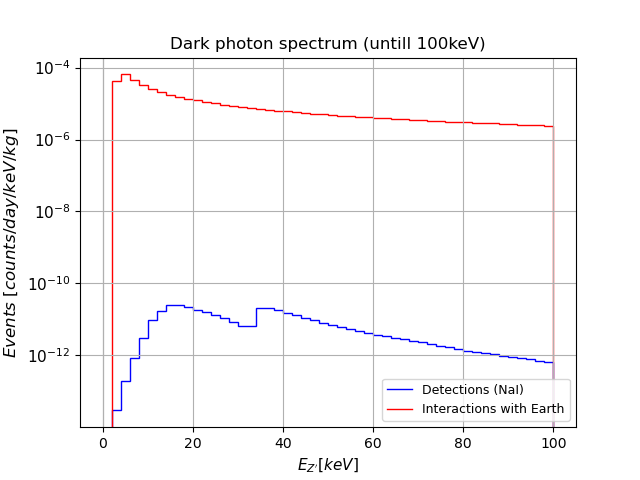 Dark photon spectrum (untill 100keV)
Events [counts/day/keV/kg]
10⁻⁴
10⁻⁶
10⁻⁸
10⁻¹⁰
10⁻¹²
0 20 40 60 80 100
E_{Z'}[keV]
Detections (NaI)
Interactions with Earth